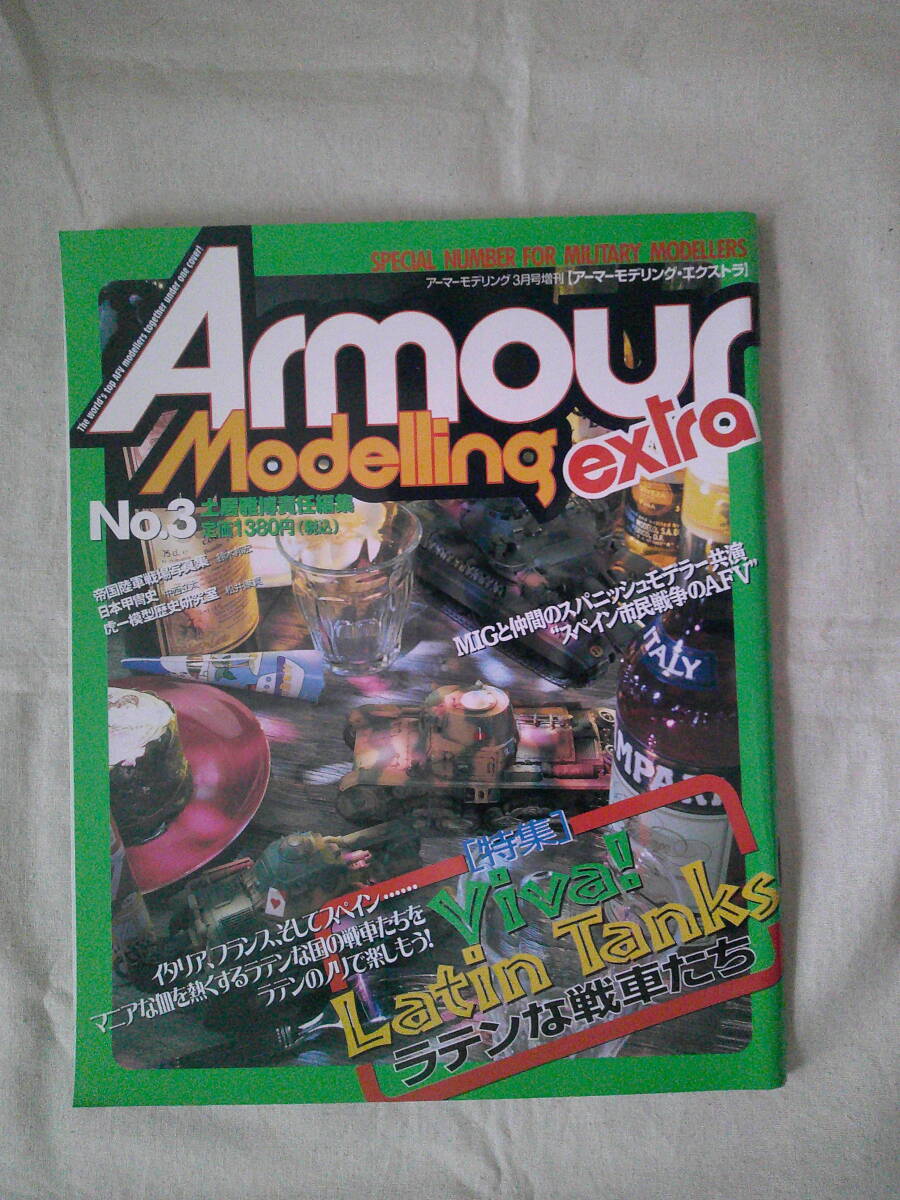 SPECIAL NUMBER FOR MILITARY MODELLERS
アーマーモデリング3月号増刊【アーマーモデリング・エクストラ】
The world's top AFV modellers together under one cover!
Armour
Modelling extra
No.3
土居雅博責任編集
定価1380円(税込)
帝国陸軍戦場写真集
日本甲冑史
虎一模型歴史研究室
MIGと仲間のスパニッシュモデラー共演
“スペイン市民戦争のAFV”
ITALY
MPARI
[特集]
Viva!
Latin Tanks
ラテンな戦車たち
イタリア、フランス、そしてスペイン……
マニアな血を熱くするラテンな国の戦車たちを
ラテンのノリで楽しもう!